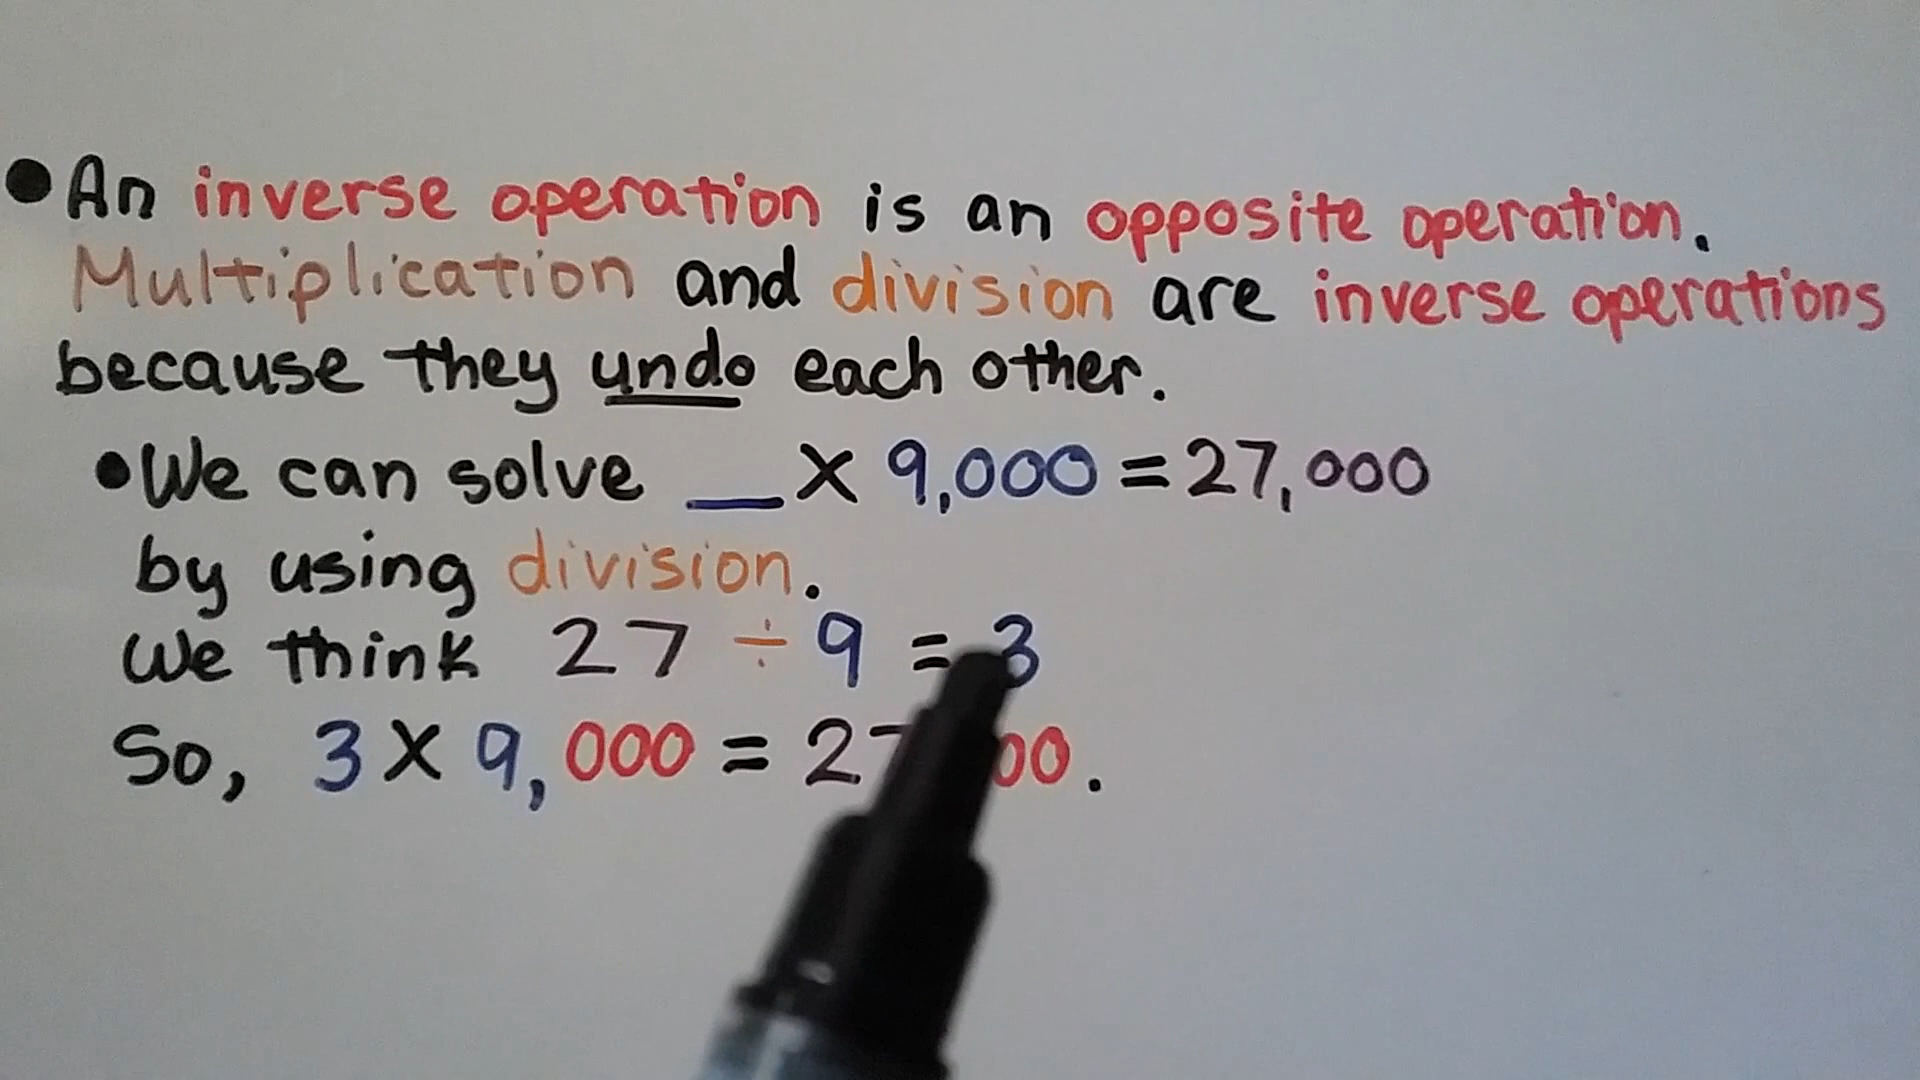 ● An inverse operation is an opposite operation.
Multiplication and division are inverse operations
because they undo each other.
● We can solve __ × 9,000 = 27,000
by using division.
We think 27 ÷ 9 = 3
So, 3 × 9,000 =